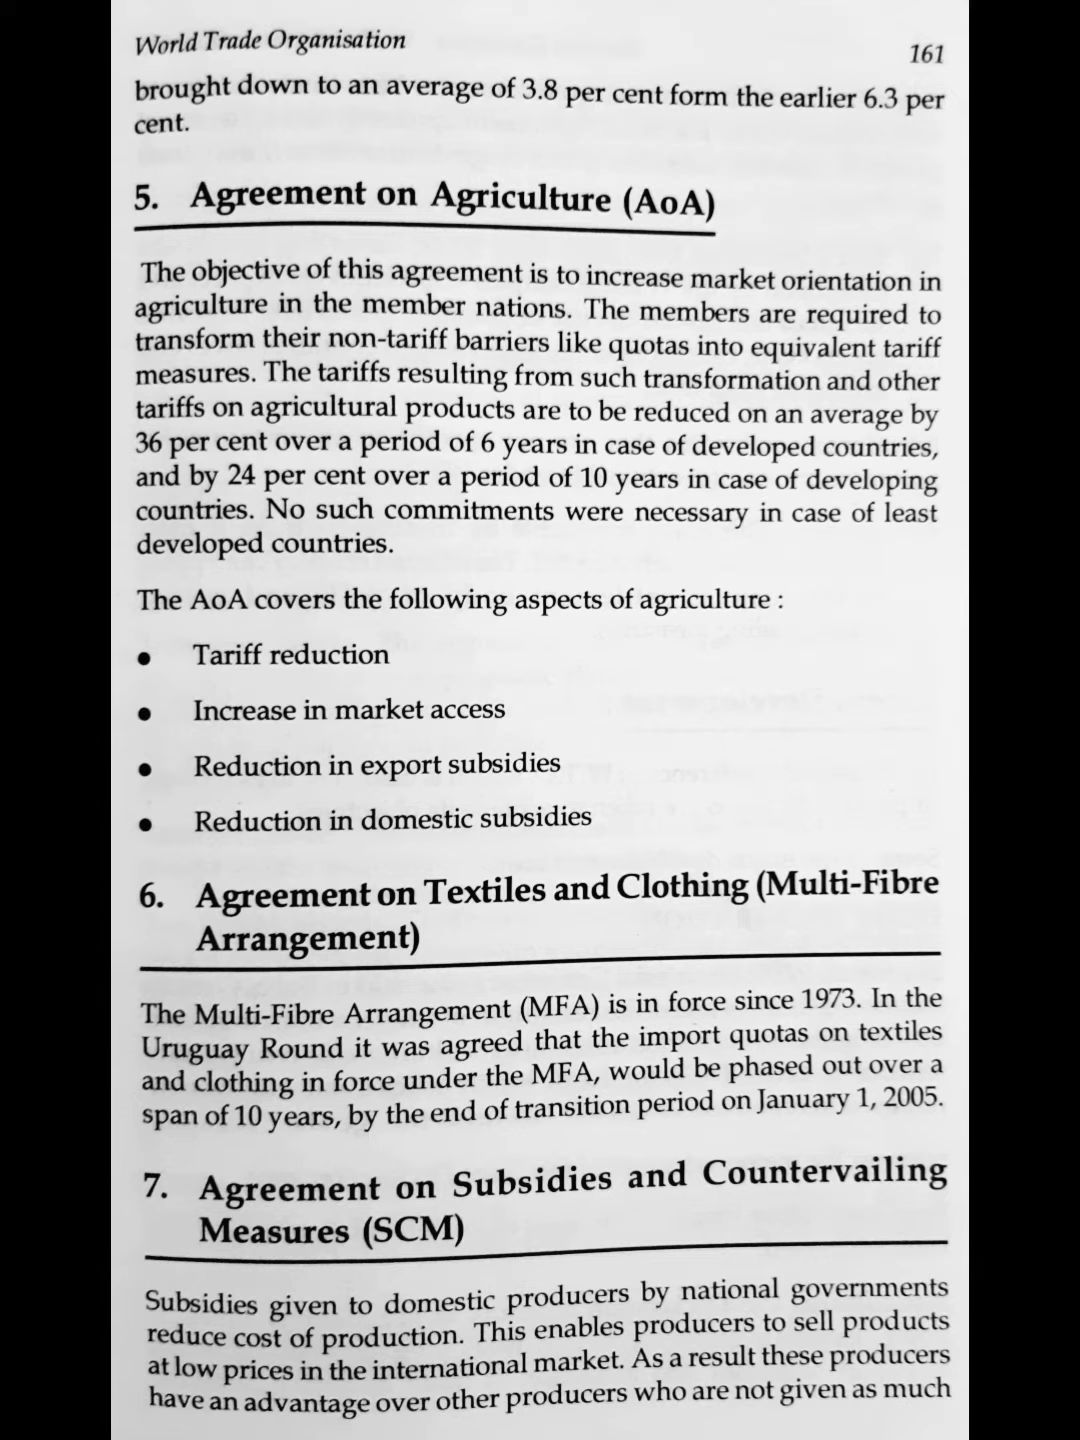 World Trade Organisation
161
brought down to an average of 3.8 per cent form the earlier 6.3 per
cent.
5. Agreement on Agriculture (AoA)
The objective of this agreement is to increase market orientation in
agriculture in the member nations. The members are required to
transform their non-tariff barriers like quotas into equivalent tariff
measures. The tariffs resulting from such transformation and other
tariffs on agricultural products are to be reduced on an average by
36 per cent over a period of 6 years in case of developed countries,
and by 24 per cent over a period of 10 years in case of developing
countries. No such commitments were necessary in case of least
developed countries.
The AoA covers the following aspects of agriculture :
● Tariff reduction
● Increase in market access
● Reduction in export subsidies
● Reduction in domestic subsidies
6. Agreement on Textiles and Clothing (Multi-Fibre
Arrangement)
The Multi-Fibre Arrangement (MFA) is in force since 1973. In the
Uruguay Round it was agreed that the import quotas on textiles
and clothing in force under the MFA, would be phased out over a
span of 10 years, by the end of transition period on January 1, 2005.
7. Agreement on Subsidies and Countervailing
Measures (SCM)
Subsidies given to domestic producers by national governments
reduce cost of production. This enables producers to sell products
at low prices in the international market. As a result these producers
have an advantage over other producers who are not given as much